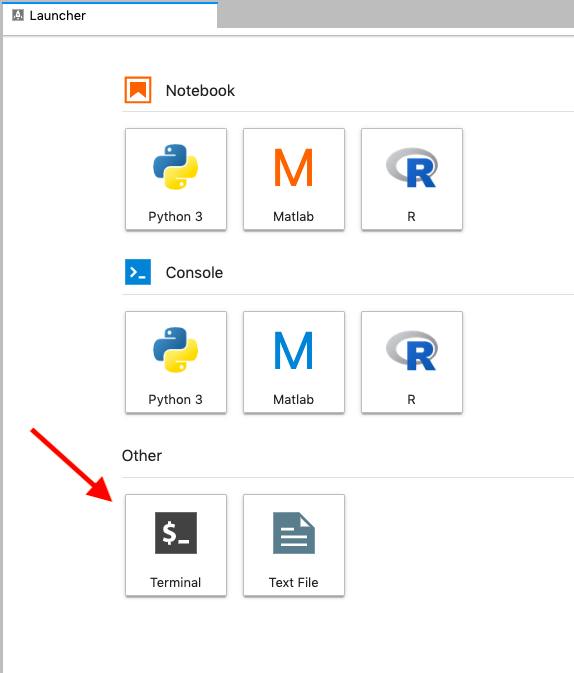 Launcher
Notebook
Python 3
M
Matlab
R
R
>_
Console
Python 3
M
Matlab
R
R
Other
$_
Terminal
Text File